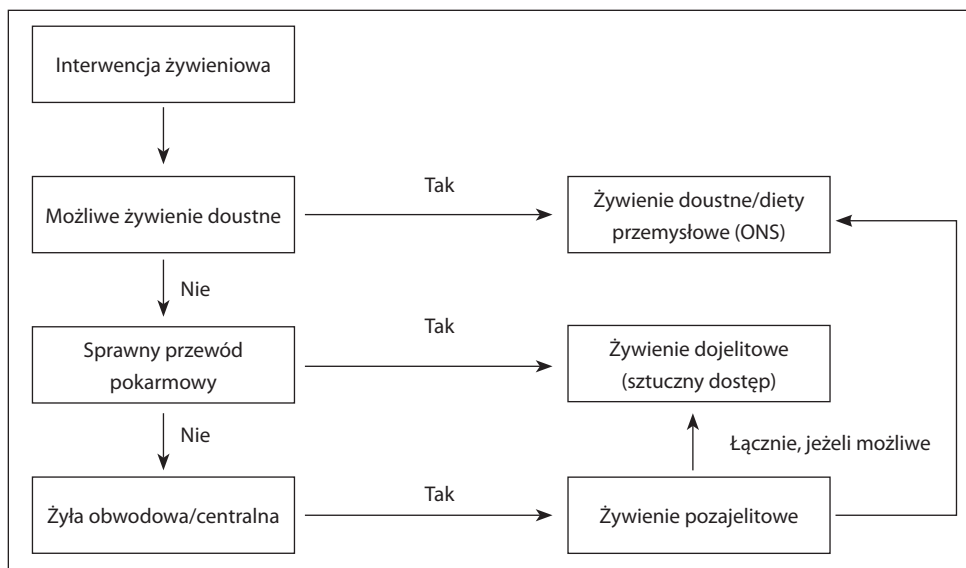 Interwencja żywieniowa
Możliwe żywienie doustne
Tak
Żywienie doustne/diety
przemysłowe (ONS)
Nie
Sprawny przewód
pokarmowy
Tak
Żywienie dojelitowe
(sztuczny dostęp)
Nie
Łącznie, jeżeli możliwe
Żyła obwodowa/centralna
Tak
Żywienie pozajelitowe